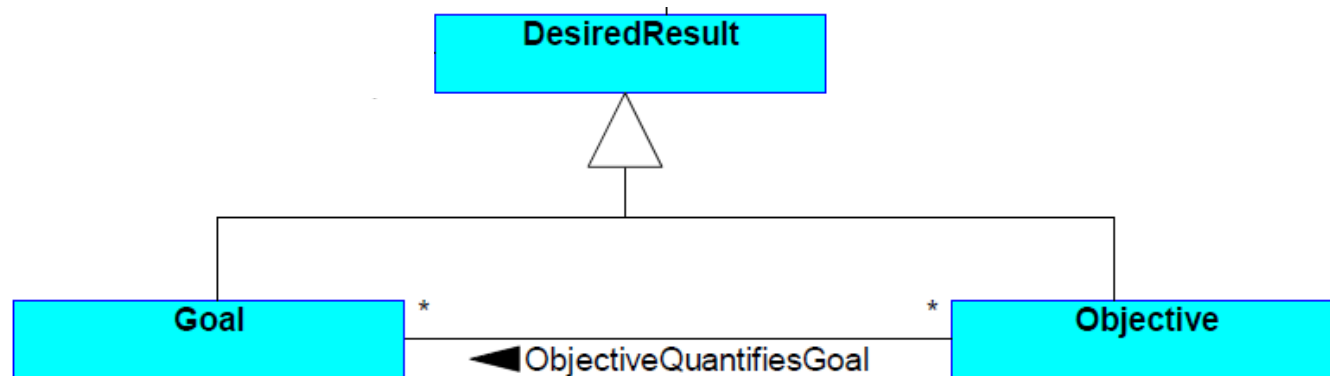 DesiredResult
Goal
*
*
Objective
ObjectiveQuantifiesGoal